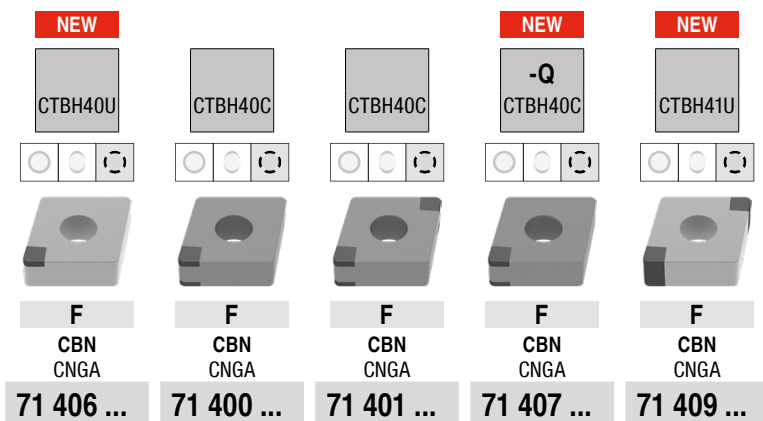 NEW NEW NEW
-Q
CTBH40U CTBH40C CTBH40C CTBH40C CTBH41U
F F F F F
CBN CBN CBN CBN CBN
CNGA CNGA CNGA CNGA CNGA
71 406 ... 71 400 ... 71 401 ... 71 407 ... 71 409 ...